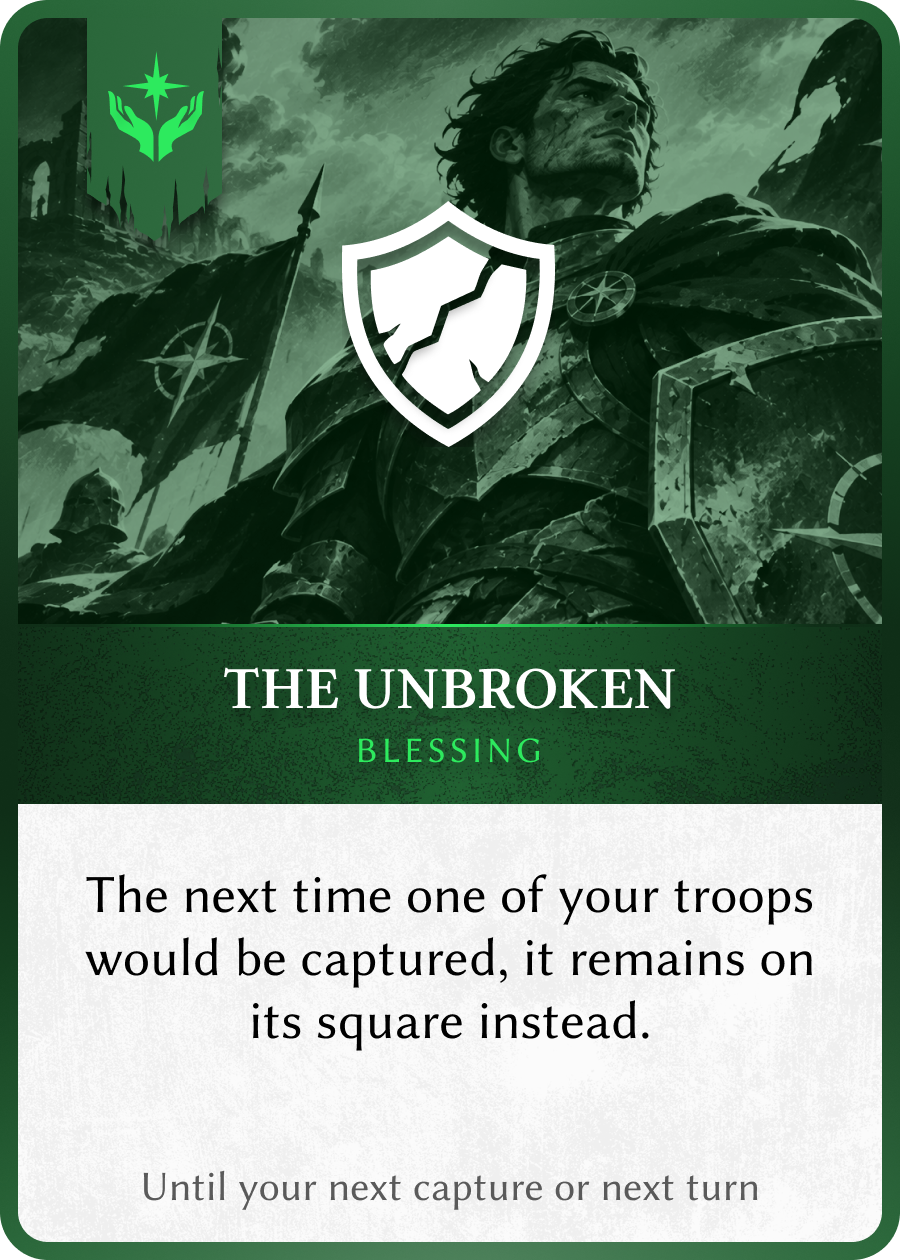 THE UNBROKEN
BLESSING
The next time one of your troops
would be captured, it remains on
its square instead.
Until your next capture or next turn